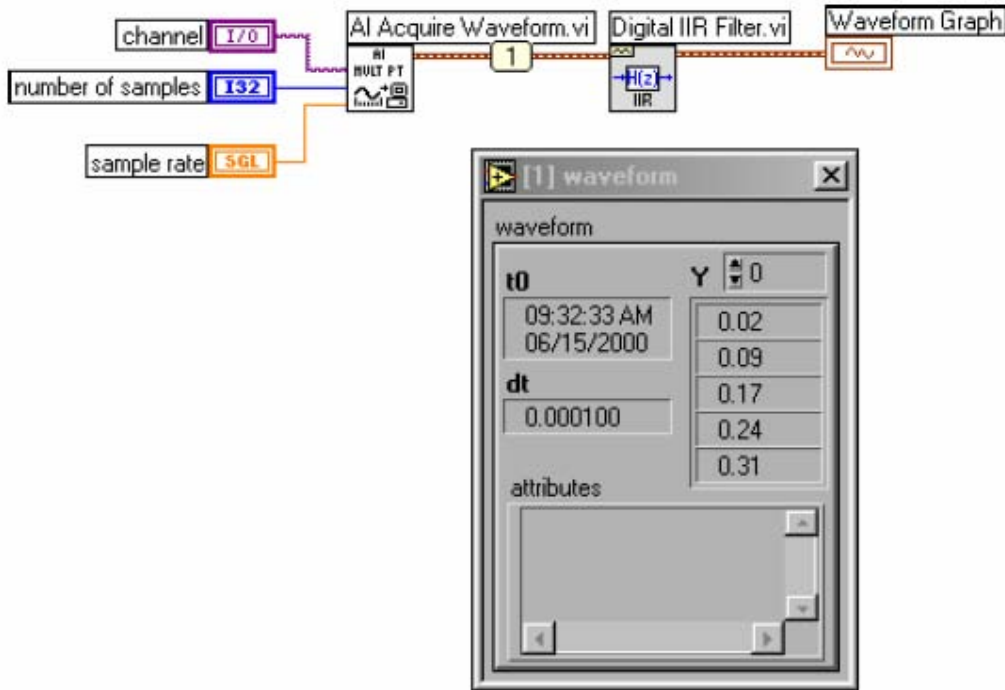 channel
I/O
number of samples
I32
sample rate
SGL
AI Acquire Waveform.vi
AI
MULT PT
1
Digital IIR Filter.vi
H(z)
IIR
Waveform Graph
[1] waveform
waveform
t0
09:32:33 AM
06/15/2000
dt
0.000100
Y
0
0.02
0.09
0.17
0.24
0.31
attributes